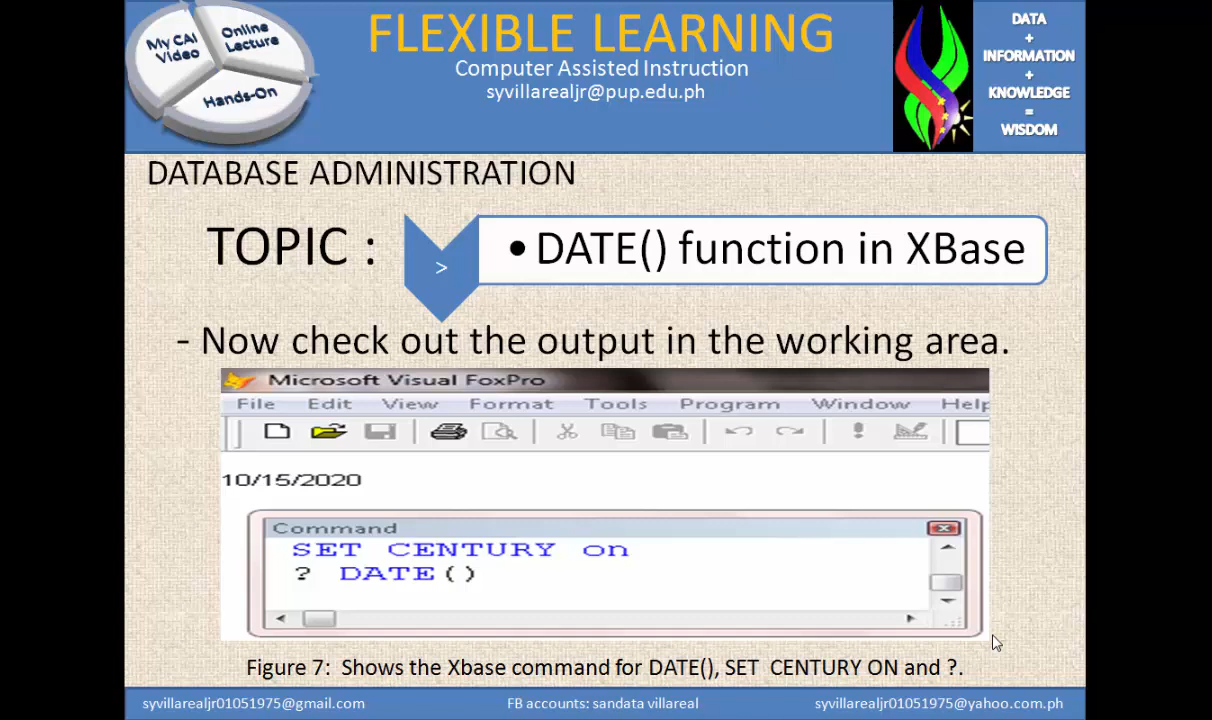 My CAI
Video
Online
Lecture
Hands-On
FLEXIBLE LEARNING
Computer Assisted Instruction
syvillarealjr@pup.edu.ph
DATA
+
INFORMATION
+
KNOWLEDGE
=
WISDOM
DATABASE ADMINISTRATION
TOPIC :
>
• DATE() function in XBase
- Now check out the output in the working area.
Microsoft Visual FoxPro
File Edit View Format Tools Program Window Help
10/15/2020
Command
SET CENTURY on
? DATE()
Figure 7: Shows the Xbase command for DATE(), SET CENTURY ON and ?.
syvillarealjr01051975@gmail.com FB accounts: sandata villareal syvillarealjr01051975@yahoo.com.ph